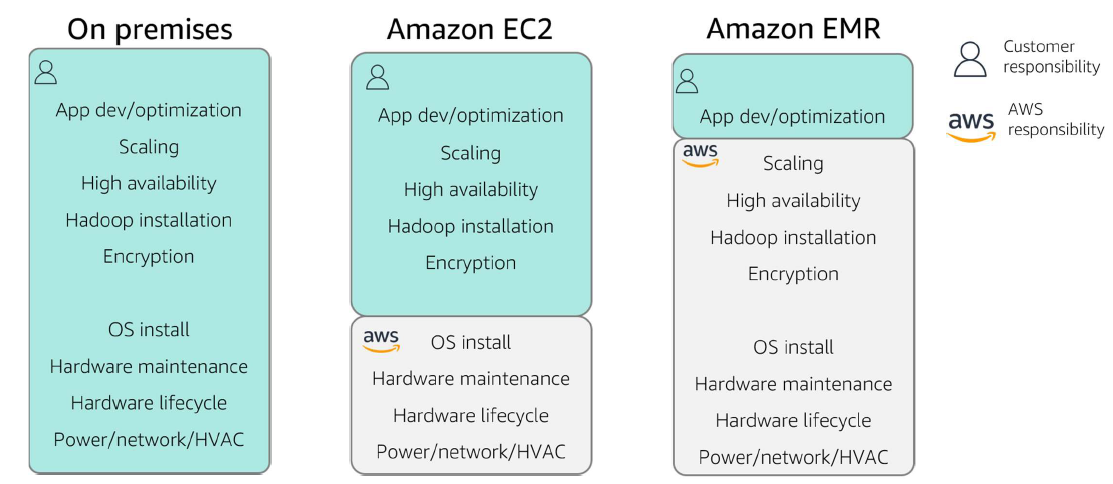 On premises
App dev/optimization
Scaling
High availability
Hadoop installation
Encryption
OS install
Hardware maintenance
Hardware lifecycle
Power/network/HVAC
Amazon EC2
App dev/optimization
Scaling
High availability
Hadoop installation
Encryption
aws
OS install
Hardware maintenance
Hardware lifecycle
Power/network/HVAC
Amazon EMR
App dev/optimization
aws
Scaling
High availability
Hadoop installation
Encryption
OS install
Hardware maintenance
Hardware lifecycle
Power/network/HVAC
Customer
responsibility
aws
AWS
responsibility